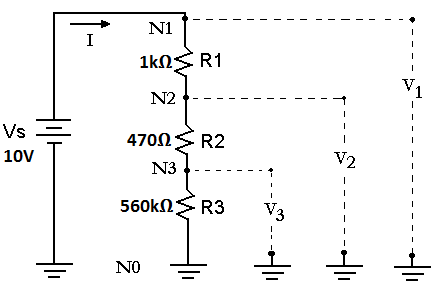 N1
I
1kΩ R1
V1
N2
Vs
10V
470Ω R2
V2
N3
560kΩ R3
V3
N0